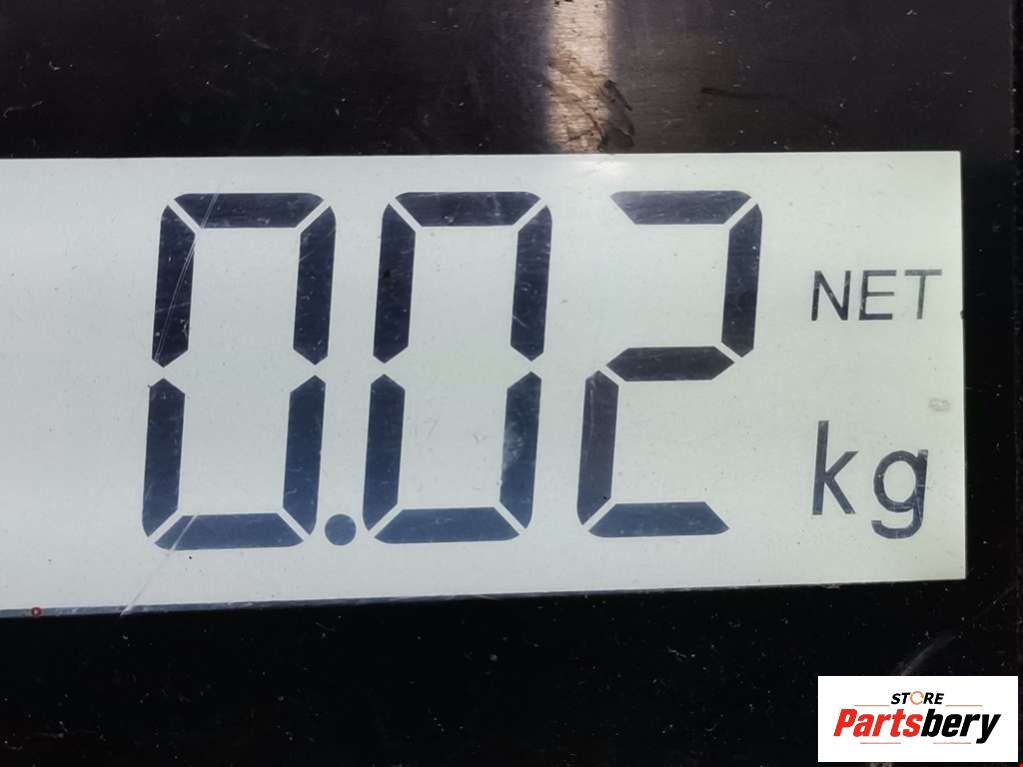 0.02
NET
kg
STORE
Partsbery